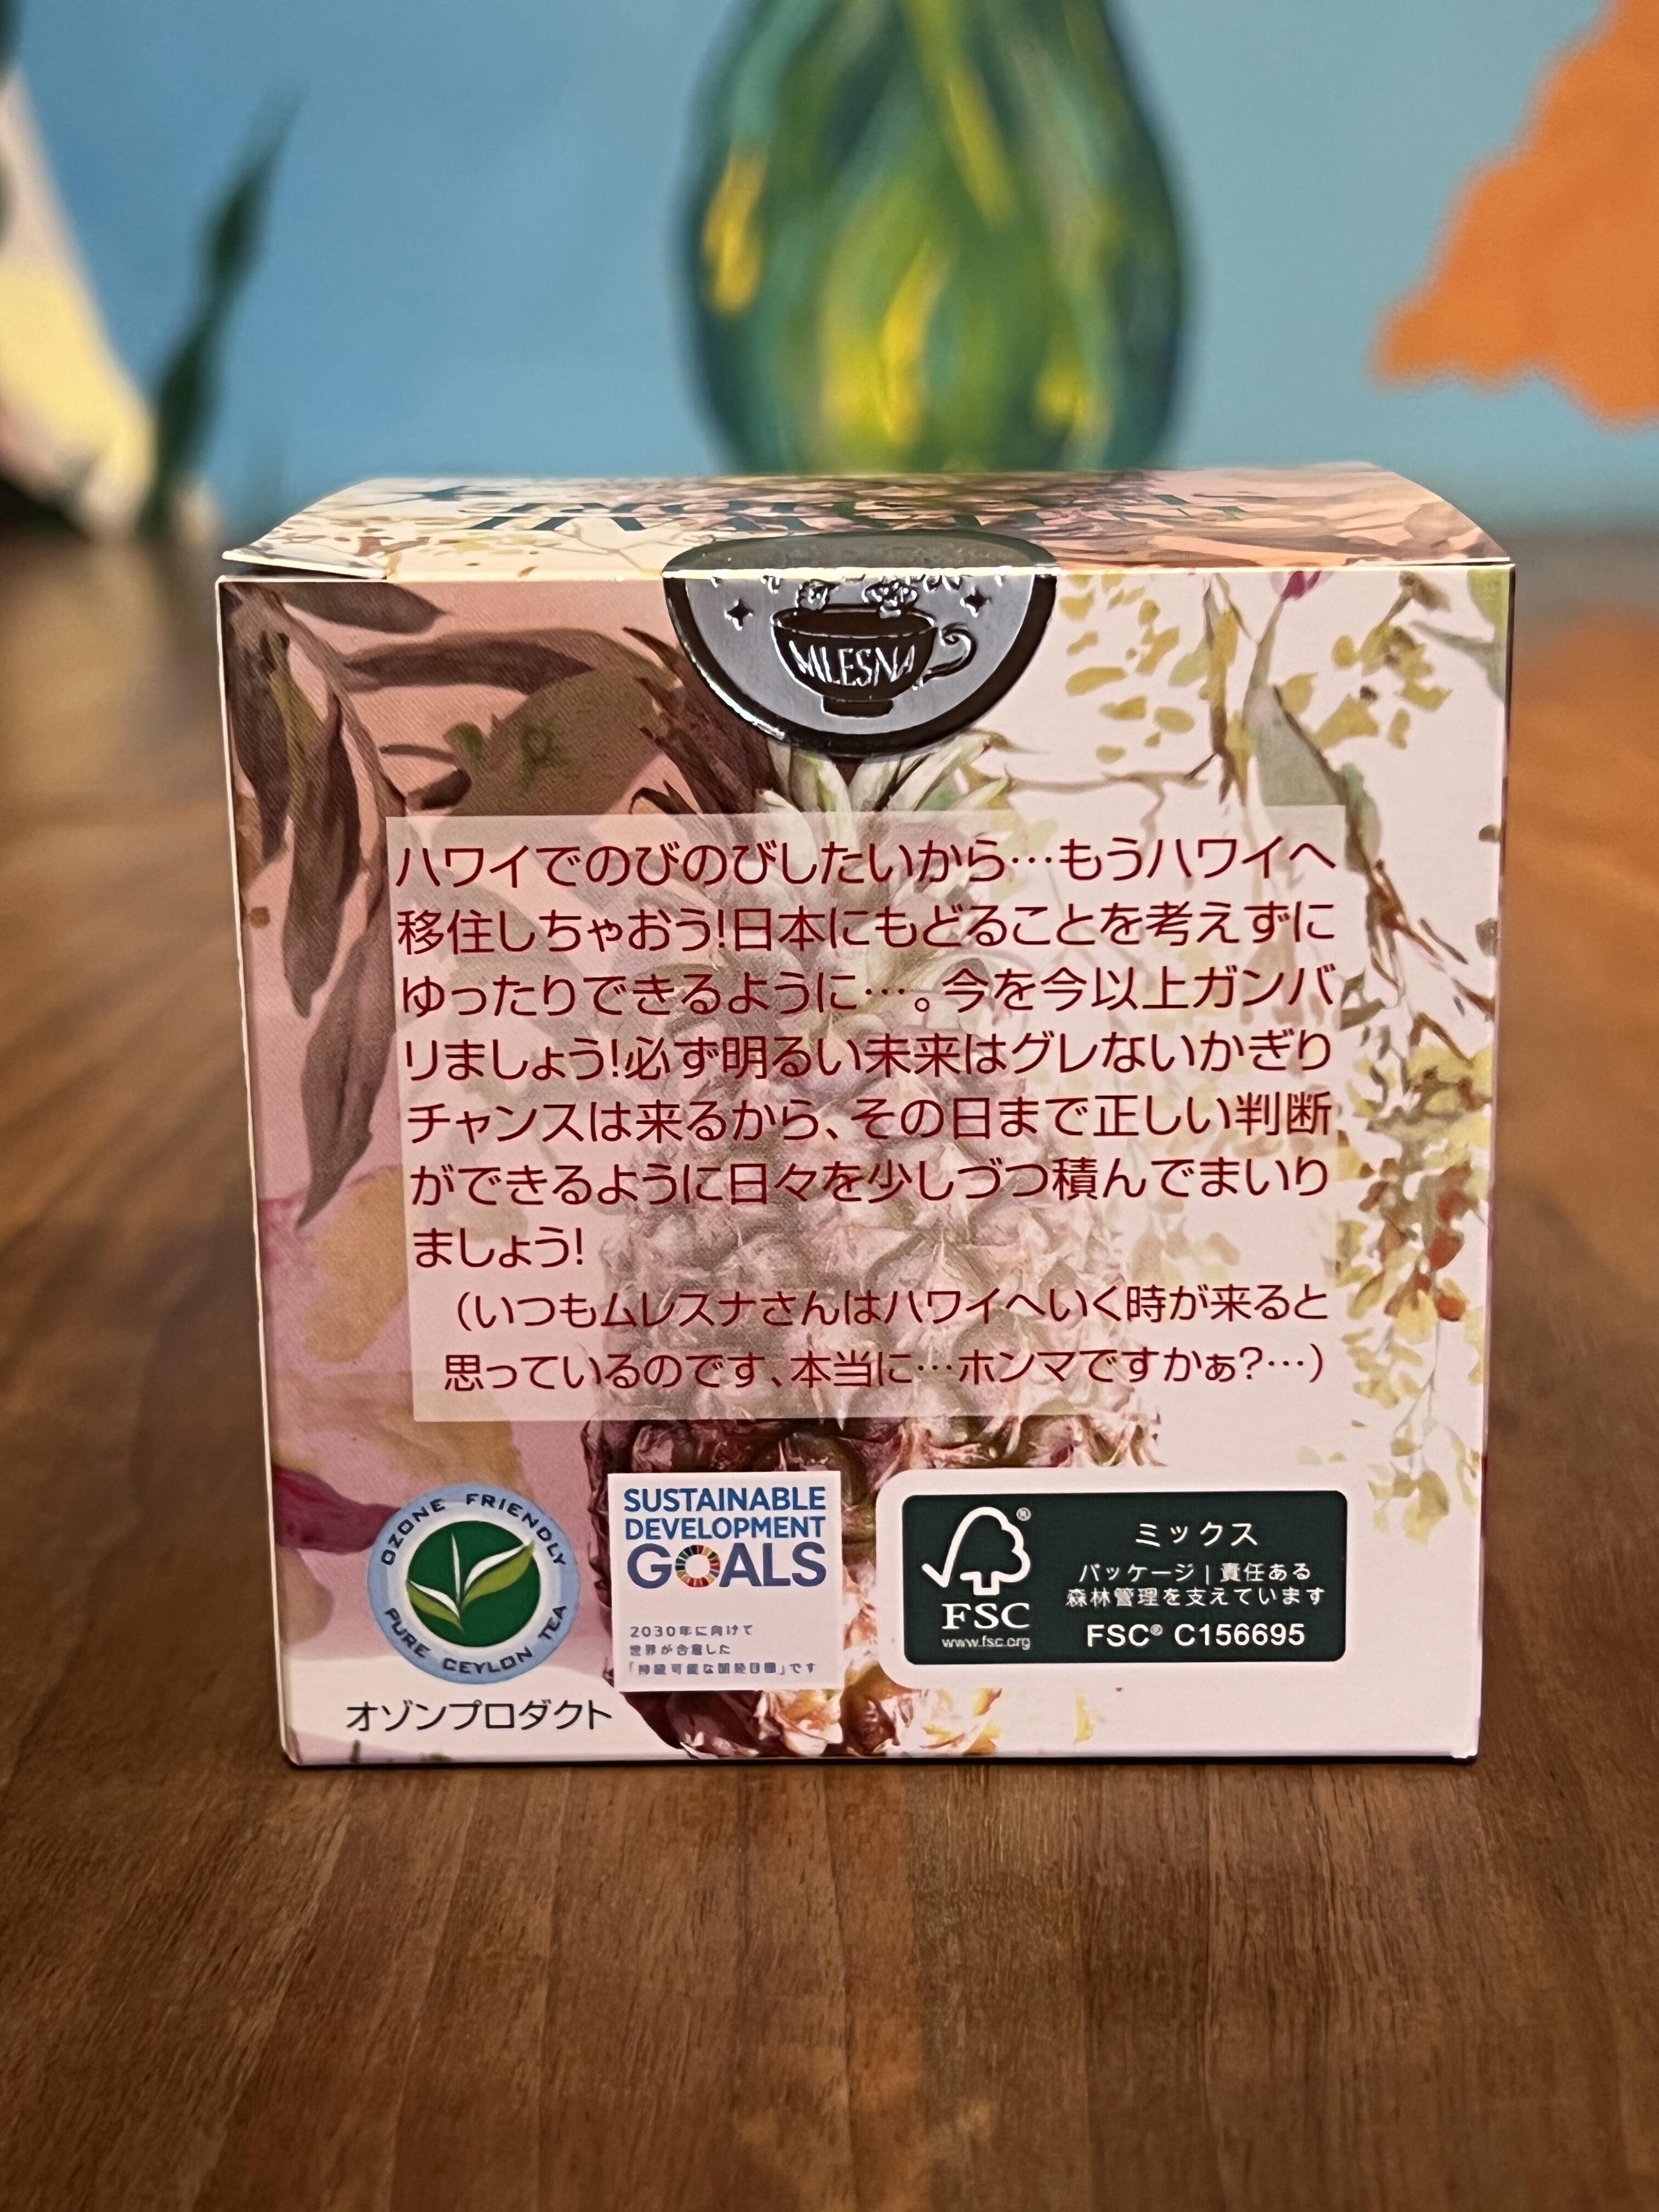 MLESNA
ハワイでのびのびしたいから…もうハワイへ
移住しちゃおう!日本にもどることを考えずに
ゆったりできるように…。今を今以上ガンバ
リましょう!必ず明るい未来はグレないかぎり
チャンスは来るから、その日まで正しい判断
ができるように日々を少しづつ積んでまいり
ましょう!
(いつもムレスナさんはハワイへいく時が来ると
思っているのです、本当に…ホンマですかぁ?…)
OZONE FRIENDLY
PURE CEYLON TEA
オゾンプロダクト
SUSTAINABLE
DEVELOPMENT
GOALS
2030年に向けて
世界が合意した
「持続可能な開発目標」です
FSC
www.fsc.org
ミックス
パッケージ | 責任ある
森林管理を支えています
FSC® C156695